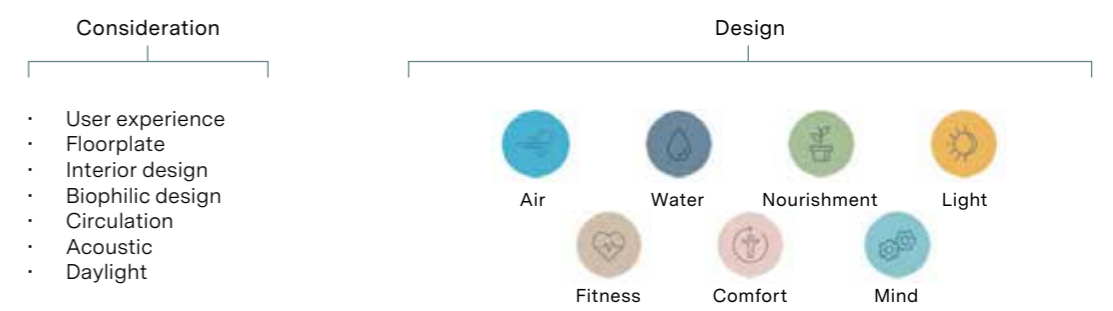 Consideration
Design
· User experience
· Floorplate
· Interior design
· Biophilic design
· Circulation
· Acoustic
· Daylight
Air
Water
Nourishment
Light
Fitness
Comfort
Mind